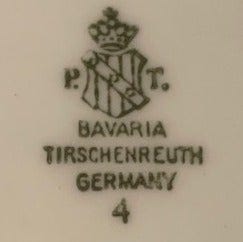 P. T.
BAVARIA
TIRSCHENREUTH
GERMANY
4